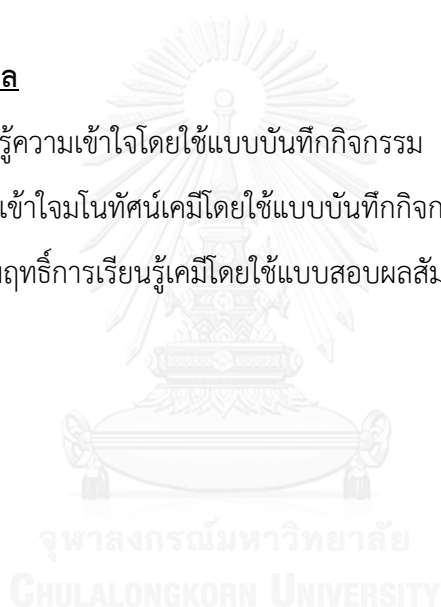 ล
รู้ความเข้าใจโดยใช้แบบบันทึกกิจกรรม
เข้าใจมโนทัศน์เคมีโดยใช้แบบบันทึกกิจก
ฤทธิ์การเรียนรู้เคมีโดยใช้แบบสอบผลสัม
จุฬาลงกรณ์มหาวิทยาลัย
CHULALONGKORN UNIVERSITY